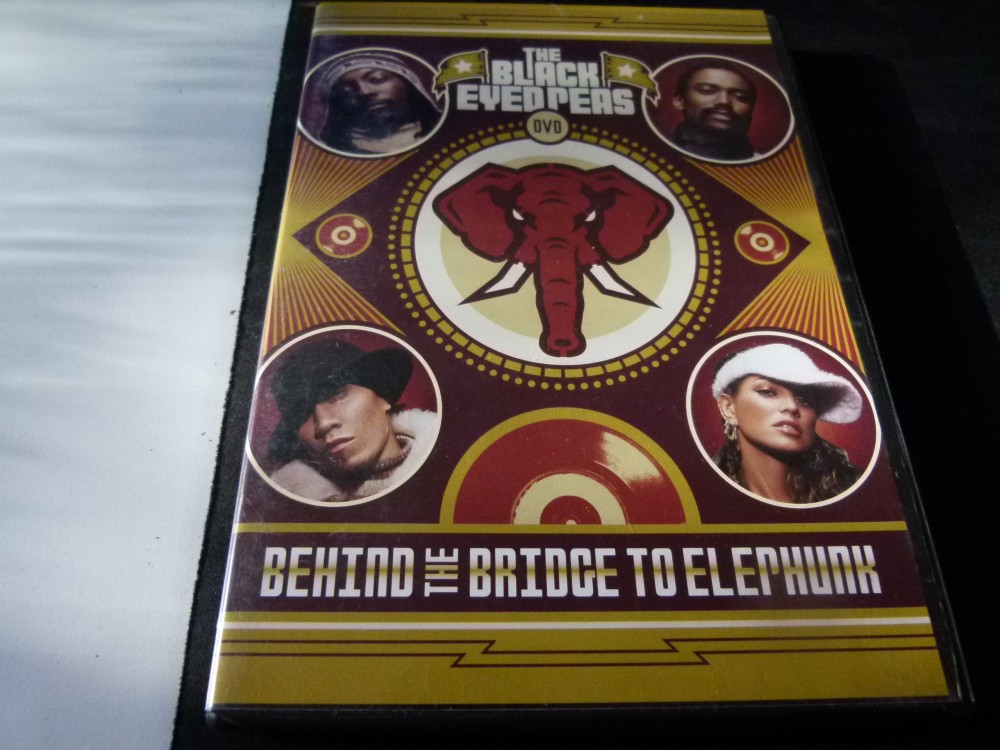 THE
BLACK
EYED PEAS
DVD
BEHIND THE BRIDGE TO ELEPHUNK